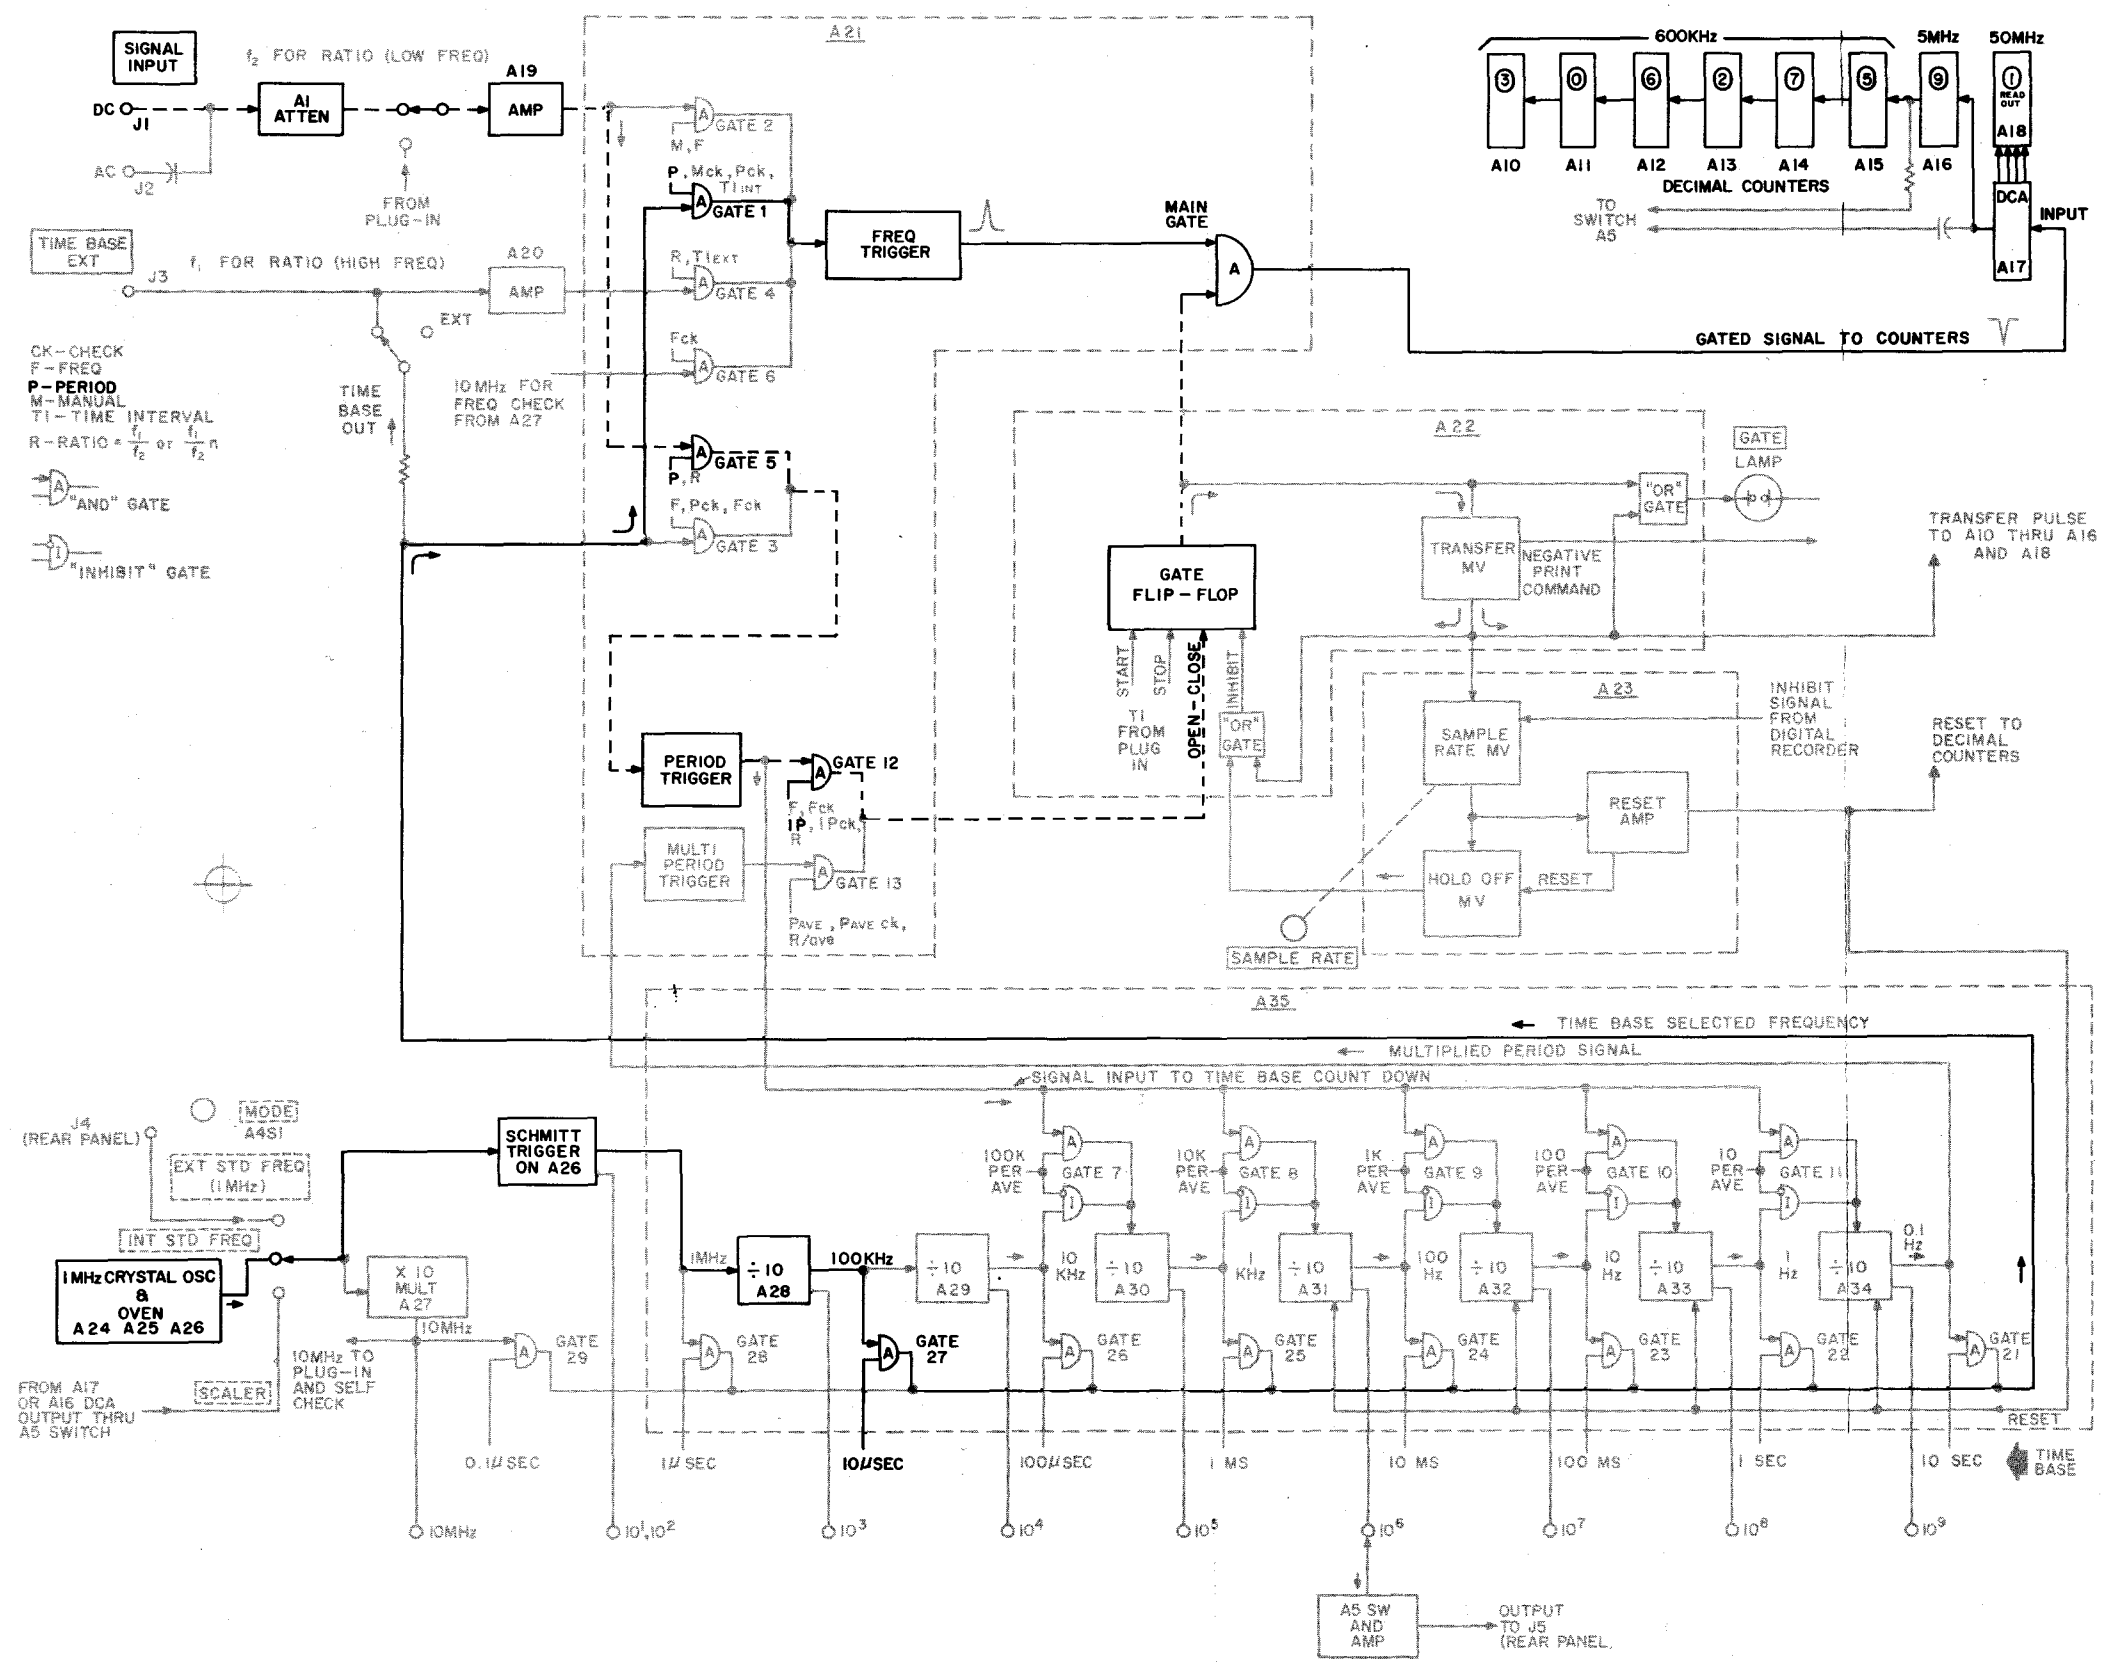 SIGNAL
INPUT
f₂ FOR RATIO (LOW FREQ)
DC
J1
AC
J2
A1
ATTEN
FROM
PLUG-IN
A19
AMP
TIME BASE
EXT
J3
f₁ FOR RATIO (HIGH FREQ)
A20
AMP
EXT
TIME
BASE
OUT
CK-CHECK
F-FREQ
P-PERIOD
M-MANUAL
TI-TIME INTERVAL
R-RATIO = f₁/f₂ or f₁/f₂ n
A
"AND" GATE
I
"INHIBIT" GATE
10MHz FOR
FREQ CHECK
FROM A27
A21
A
GATE 2
M, F
P, Mck, Pck,
TI INT
A
GATE 1
R, TI EXT
A
GATE 4
Fck
A
GATE 6
A
GATE 5
P, R
F, Pck, Fck
A
GATE 3
FREQ
TRIGGER
MAIN
GATE
A
PERIOD
TRIGGER
A
GATE 12
F, Fck
1P, 1Pck,
R
MULTI
PERIOD
TRIGGER
A
GATE 13
PAVE, PAVE ck,
R/ave
600KHz
5MHz
50MHz
3
0
6
2
7
5
9
1
READ
OUT
A18
A10
A11
A12
A13
A14
A15
A16
DECIMAL COUNTERS
DCA
A17
INPUT
TO
SWITCH
A5
GATED SIGNAL TO COUNTERS
A22
GATE
LAMP
"OR"
GATE
GATE
FLIP-FLOP
START
STOP
OPEN-CLOSE
INHIBIT
TI
FROM
PLUG
IN
"OR"
GATE
TRANSFER
MV
NEGATIVE
PRINT
COMMAND
TRANSFER PULSE
TO A10 THRU A16
AND A18
A23
SAMPLE
RATE MV
INHIBIT
SIGNAL
FROM
DIGITAL
RECORDER
RESET TO
DECIMAL
COUNTERS
RESET
AMP
HOLD OFF
MV
RESET
SAMPLE RATE
A35
TIME BASE SELECTED FREQUENCY
MULTIPLIED PERIOD SIGNAL
SIGNAL INPUT TO TIME BASE COUNT DOWN
J4
(REAR PANEL)
MODE
A4S1
EXT STD FREQ
(1MHz)
INT STD FREQ
1MHz CRYSTAL OSC
&
OVEN
A24 A25 A26
SCALER
FROM A17
OR A16 DCA
OUTPUT THRU
A5 SWITCH
X 10
MULT
A27
10MHz
10MHz TO
PLUG-IN
AND SELF
CHECK
SCHMITT
TRIGGER
ON A26
1MHz
÷10
A28
100KHz
÷10
A29
10
KHz
÷10
A30
1
KHz
÷10
A31
100
Hz
÷10
A32
10
Hz
÷10
A33
1
Hz
÷10
A34
0.1
Hz
100K
PER
AVE
A
GATE 7
I
10K
PER
AVE
A
GATE 8
I
1K
PER
AVE
A
GATE 9
I
100
PER
AVE
A
GATE 10
I
10
PER
AVE
A
GATE 11
I
A
GATE
29
A
GATE
28
A
GATE
27
A
GATE
26
A
GATE
25
A
GATE
24
A
GATE
23
A
GATE
22
A
GATE
21
RESET
0.1µSEC
1µSEC
10µSEC
100µSEC
1 MS
10 MS
100 MS
1 SEC
10 SEC
TIME
BASE
10MHz
10¹,10²
10³
10⁴
10⁵
10⁶
10⁷
10⁸
10⁹
A5 SW
AND
AMP
OUTPUT
TO J5
(REAR PANEL